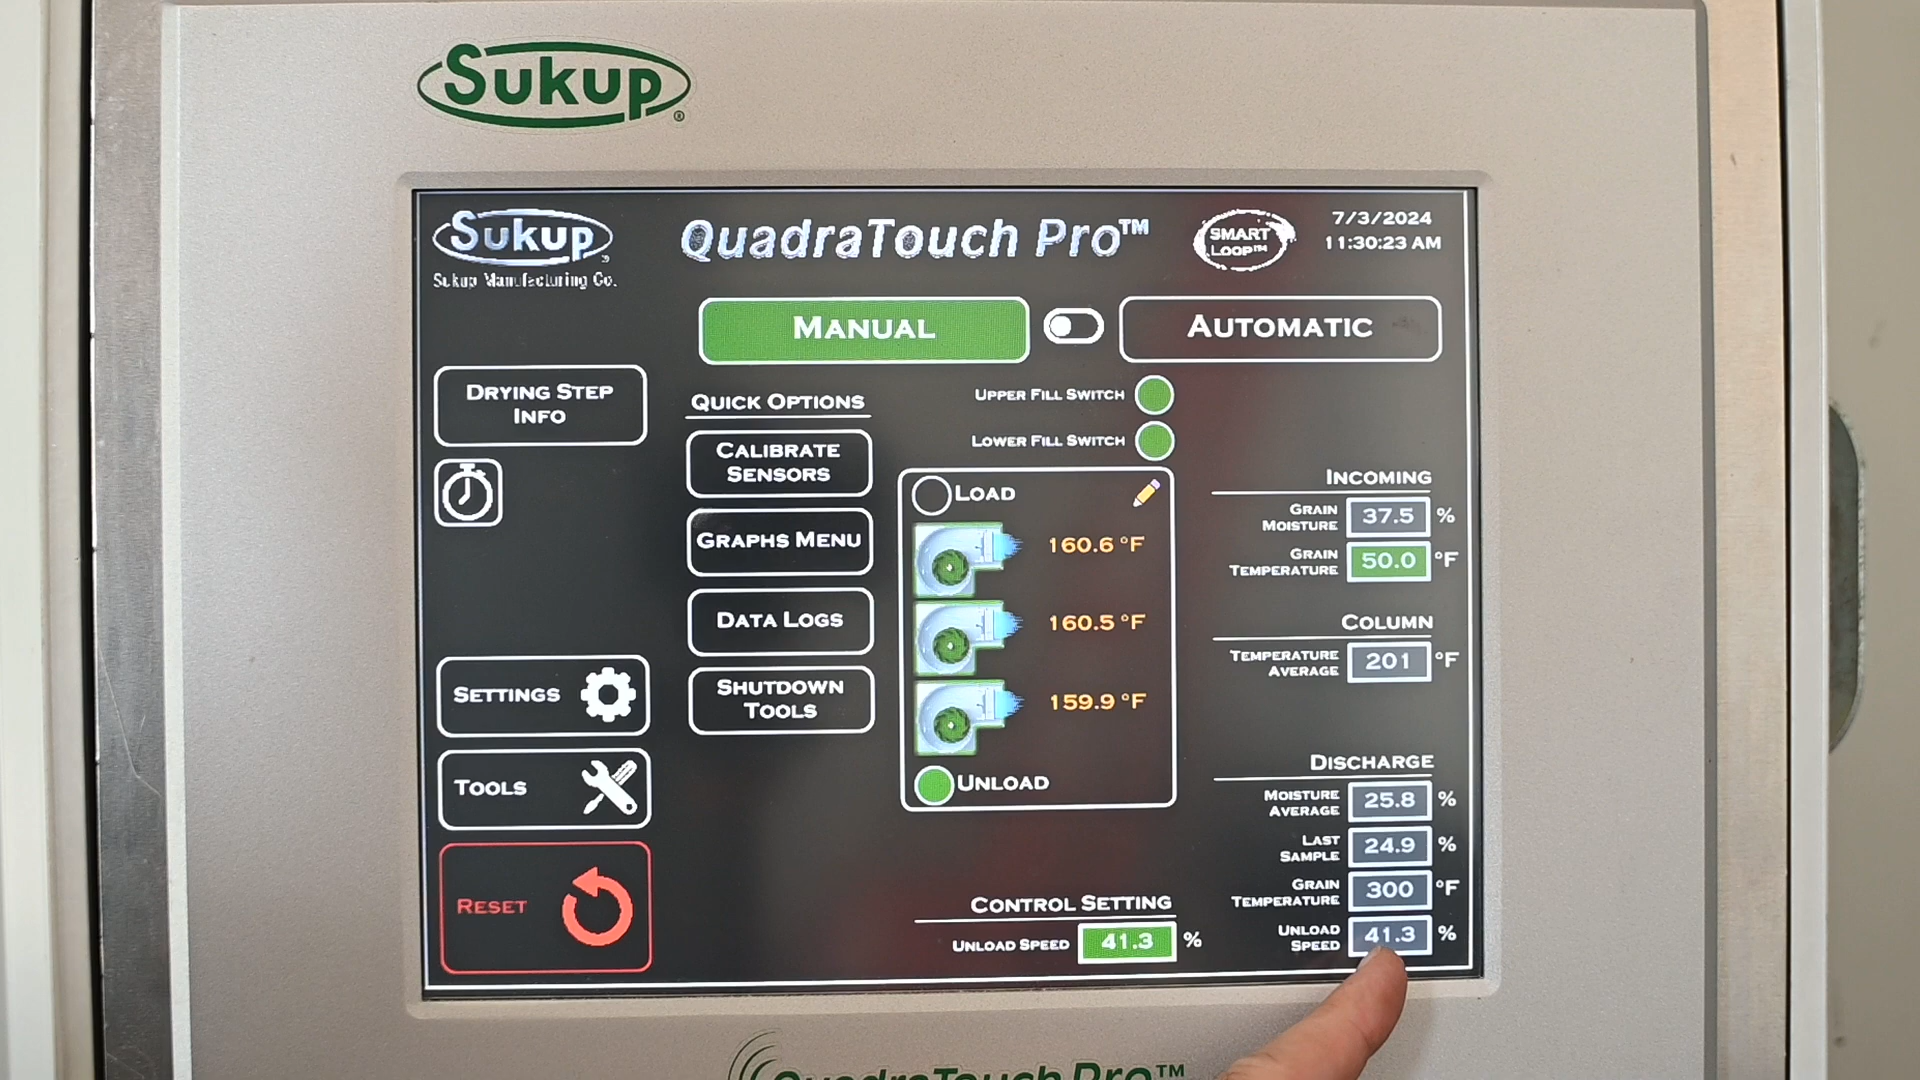 Sukup®
Sukup®
Sukup Manufacturing Co.
QuadraTouch Pro™
SMART
LOOP™
7/3/2024
11:30:23 AM
MANUAL
AUTOMATIC
DRYING STEP
INFO
QUICK OPTIONS
CALIBRATE
SENSORS
GRAPHS MENU
DATA LOGS
SHUTDOWN
TOOLS
SETTINGS
TOOLS
RESET
UPPER FILL SWITCH
LOWER FILL SWITCH
LOAD
160.6 °F
160.5 °F
159.9 °F
UNLOAD
CONTROL SETTING
UNLOAD SPEED 41.3 %
INCOMING
GRAIN
MOISTURE 37.5 %
GRAIN
TEMPERATURE 50.0 °F
COLUMN
TEMPERATURE
AVERAGE 201 °F
DISCHARGE
MOISTURE
AVERAGE 25.8 %
LAST
SAMPLE 24.9 %
GRAIN
TEMPERATURE 300 °F
UNLOAD
SPEED 41.3 %
QuadraTouch Pro™